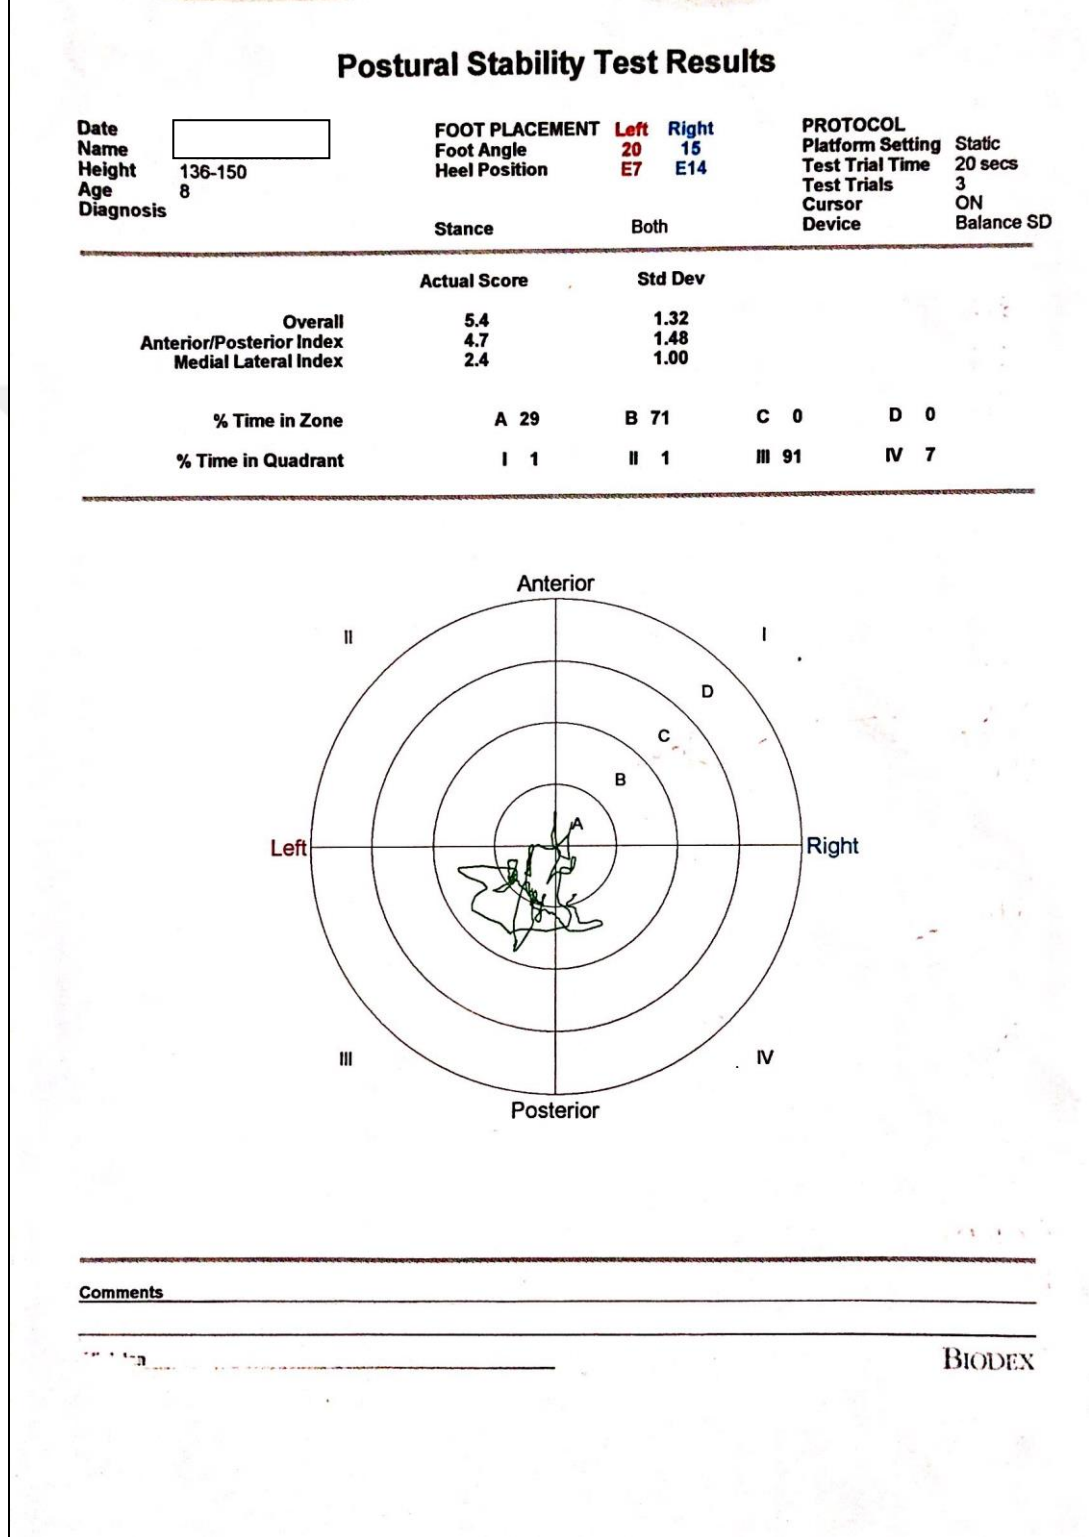 Postural Stability Test Results
Date
Name
Height 136-150
Age 8
Diagnosis
FOOT PLACEMENT Left Right
Foot Angle 20 15
Heel Position E7 E14
Stance Both
PROTOCOL
Platform Setting Static
Test Trial Time 20 secs
Test Trials 3
Cursor ON
Device Balance SD
Actual Score Std Dev
Overall 5.4 1.32
Anterior/Posterior Index 4.7 1.48
Medial Lateral Index 2.4 1.00
% Time in Zone A 29 B 71 C 0 D 0
% Time in Quadrant I 1 II 1 III 91 IV 7
Anterior
II I
D
C
B
A
Left Right
III IV
Posterior
Comments
BIODEX